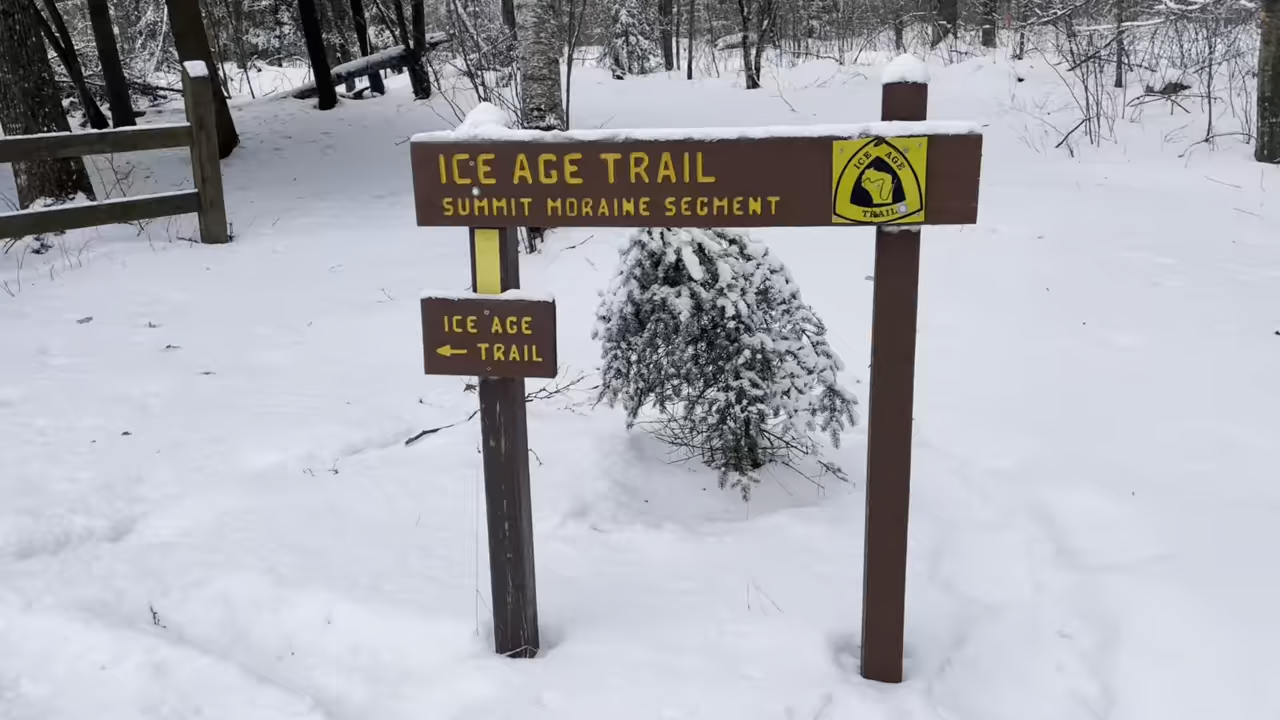 ICE AGE TRAIL
SUMMIT MORAINE SEGMENT
ICE AGE
TRAIL
ICE AGE
← TRAIL